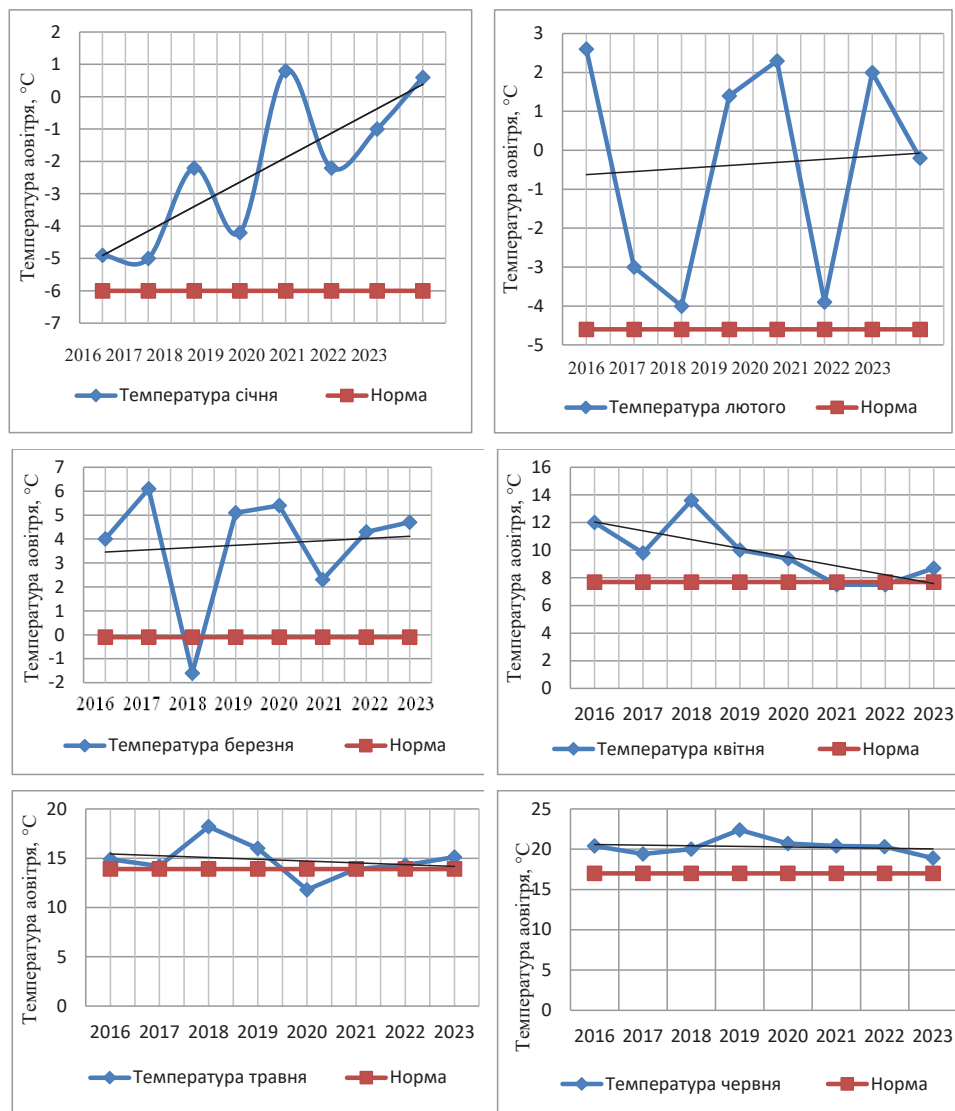 Температура аовітря, °С
2
1
0
-1
-2
-3
-4
-5
-6
-7
2016 2017 2018 2019 2020 2021 2022 2023
Температура січня Норма
Температура аовітря, °С
3
2
1
0
-1
-2
-3
-4
-5
2016 2017 2018 2019 2020 2021 2022 2023
Температура лютого Норма
Температура аовітря, °С
7
6
5
4
3
2
1
0
-1
-2
2016 2017 2018 2019 2020 2021 2022 2023
Температура березня Норма
Температура аовітря, °С
16
14
12
10
8
6
4
2
0
2016 2017 2018 2019 2020 2021 2022 2023
Температура квітня Норма
Температура аовітря, °С
20
15
10
5
0
2016 2017 2018 2019 2020 2021 2022 2023
Температура травня Норма
Температура аовітря, °С
25
20
15
10
5
0
2016 2017 2018 2019 2020 2021 2022 2023
Температура червня Норма